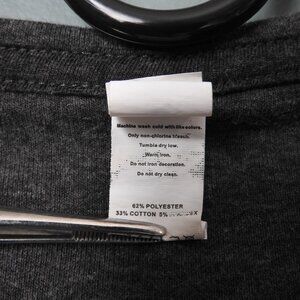 Machine wash cold with like colors.
Only non-chlorine bleach.
Tumble dry low.
Warm iron.
Do not iron decoration.
Do not dry clean.
62% POLYESTER
33% COTTON 5%